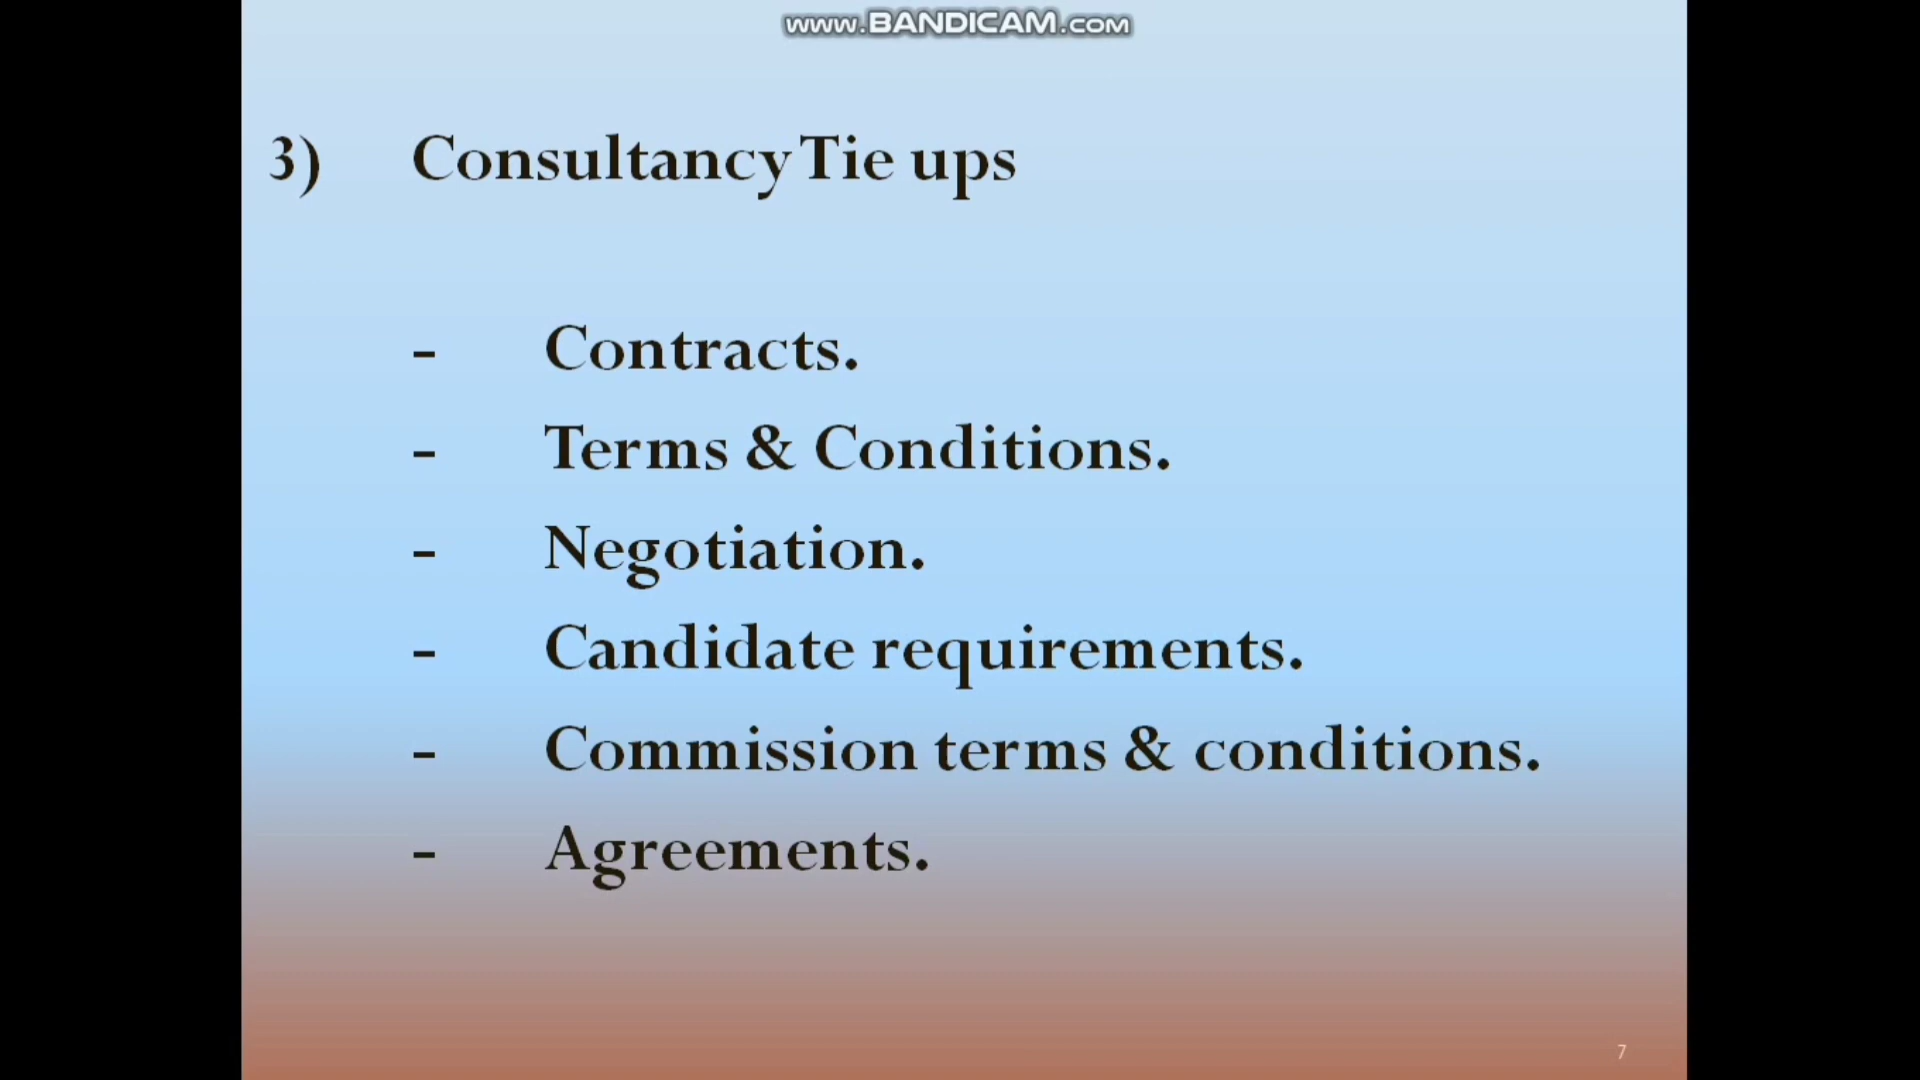 www.BANDICAM.com
3) Consultancy Tie ups
- Contracts.
- Terms & Conditions.
- Negotiation.
- Candidate requirements.
- Commission terms & conditions.
- Agreements.
7